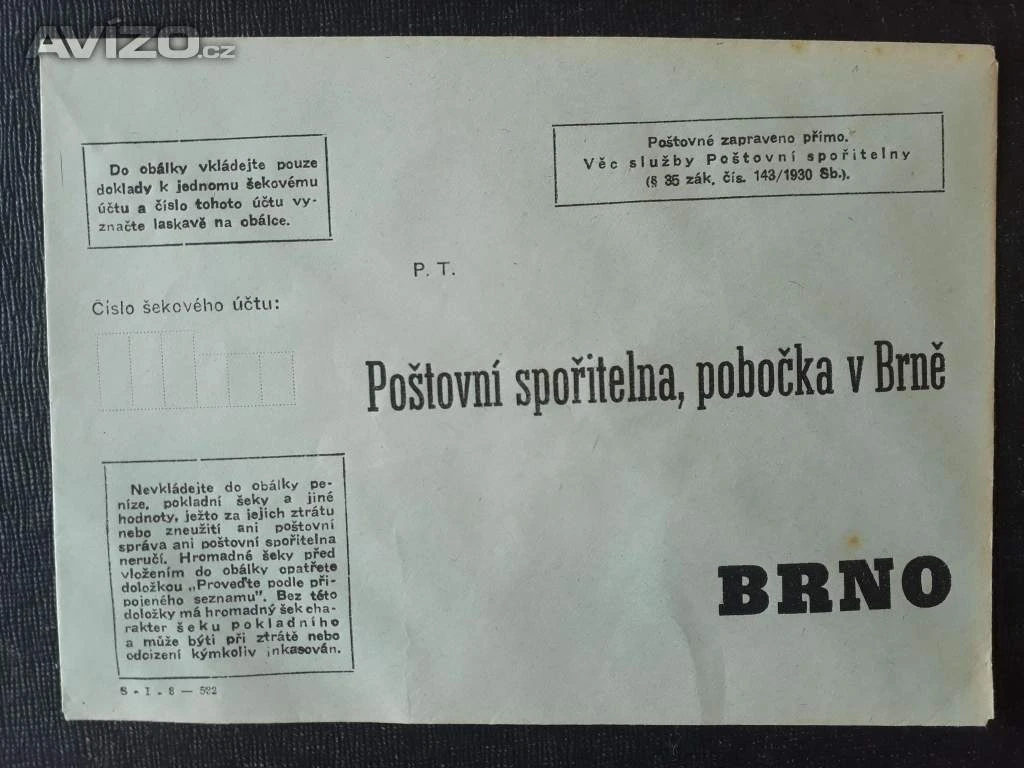 AVÍZO.cz
Do obálky vkládejte pouze
doklady k jednomu šekovému
účtu a číslo tohoto účtu vy-
značte laskavě na obálce.
Poštovné zapraveno přímo.
Věc služby Poštovní spořitelny
(§ 35 zák. čís. 143/1930 Sb.).
P. T.
Číslo šekového účtu:
Poštovní spořitelna, pobočka v Brně
Nevkládejte do obálky pe-
níze, pokladní šeky a jiné
hodnoty, ježto za jejich ztrátu
nebo zneužití ani poštovní
správa ani poštovní spořitelna
neručí. Hromadné šeky před
vložením do obálky opatřete
doložkou „Proveďte podle při-
pojeného seznamu". Bez této
doložky má hromadný šek cha-
rakter šeku pokladního
a může býti při ztrátě nebo
odcizení kýmkoliv inkasován.
BRNO
S - I . 8 — 582